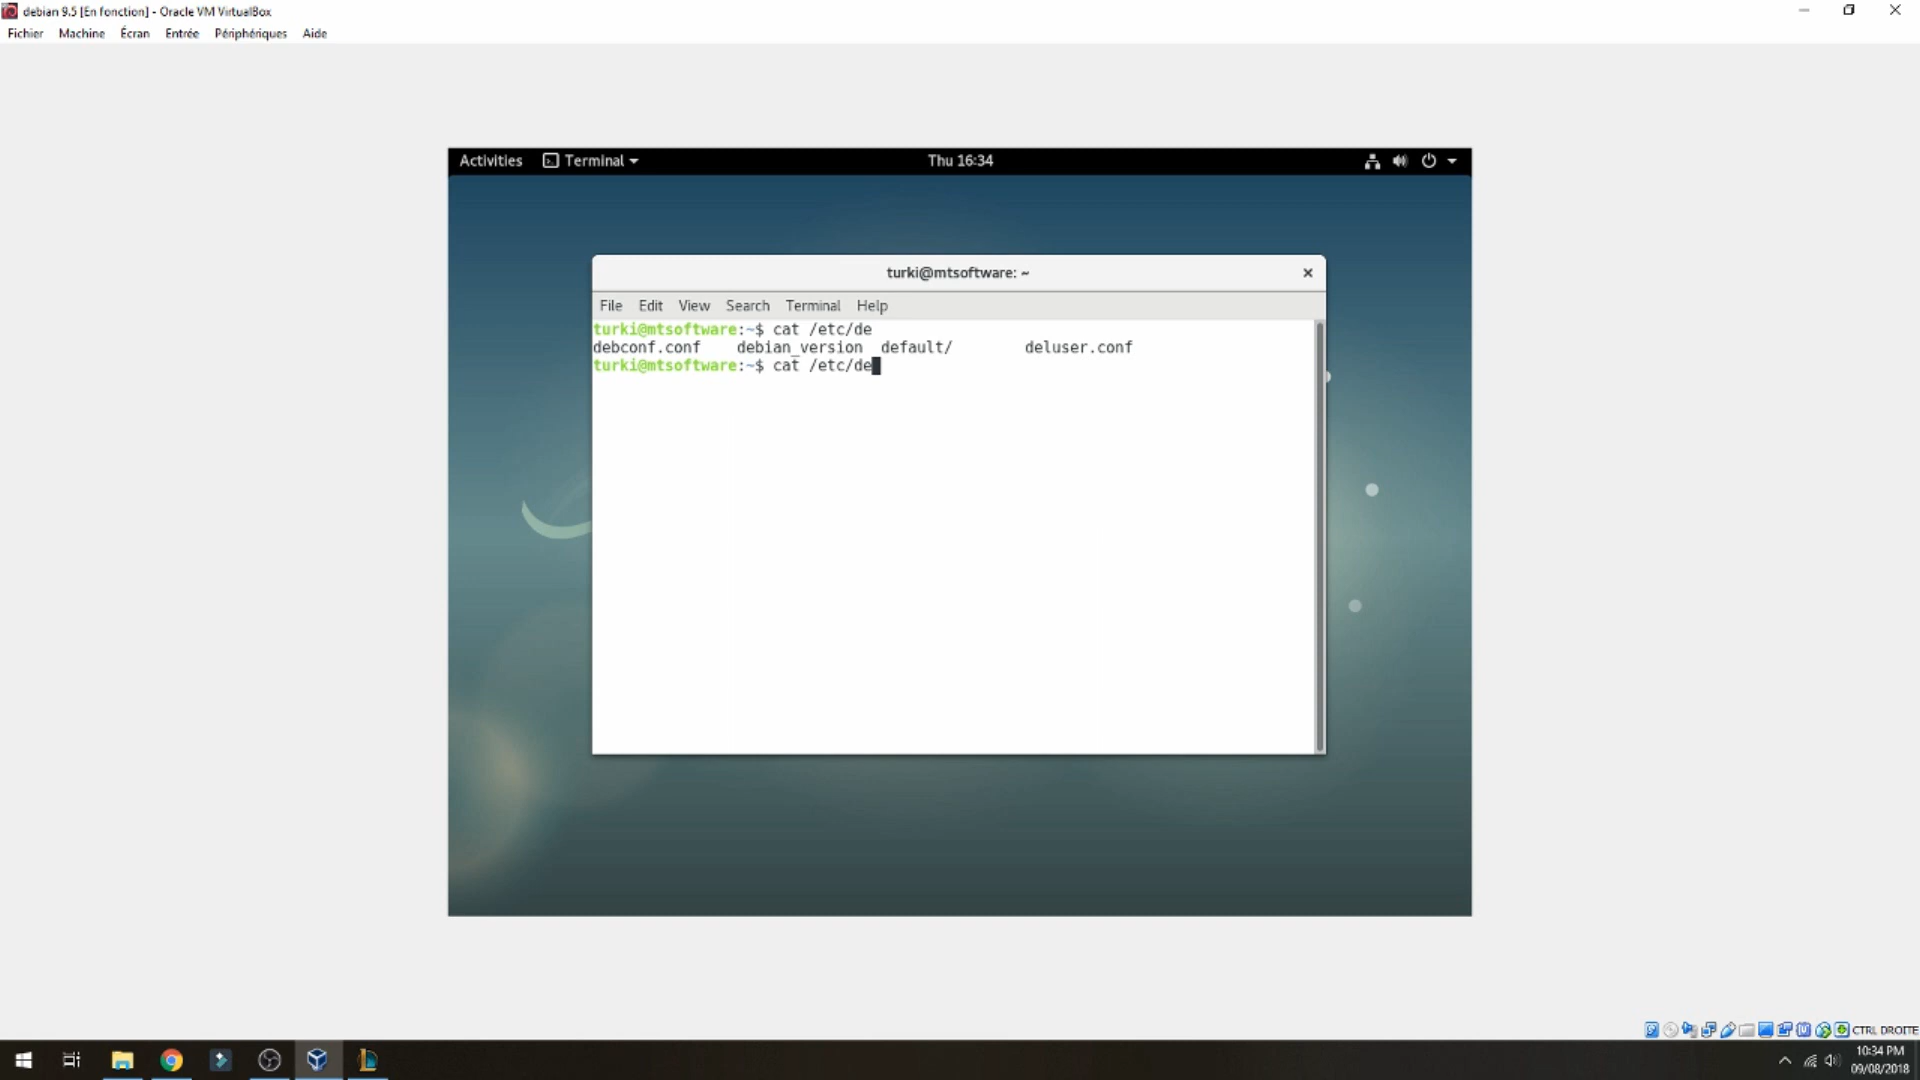 debian 9.5 [En fonction] - Oracle VM VirtualBox
Fichier Machine Écran Entrée Périphériques Aide
Activities Terminal Thu 16:34
turki@mtsoftware: ~
File Edit View Search Terminal Help
turki@mtsoftware:~$ cat /etc/de
debconf.conf debian_version default/ deluser.conf
turki@mtsoftware:~$ cat /etc/de
CTRL DROITE
10:34 PM
09/08/2018